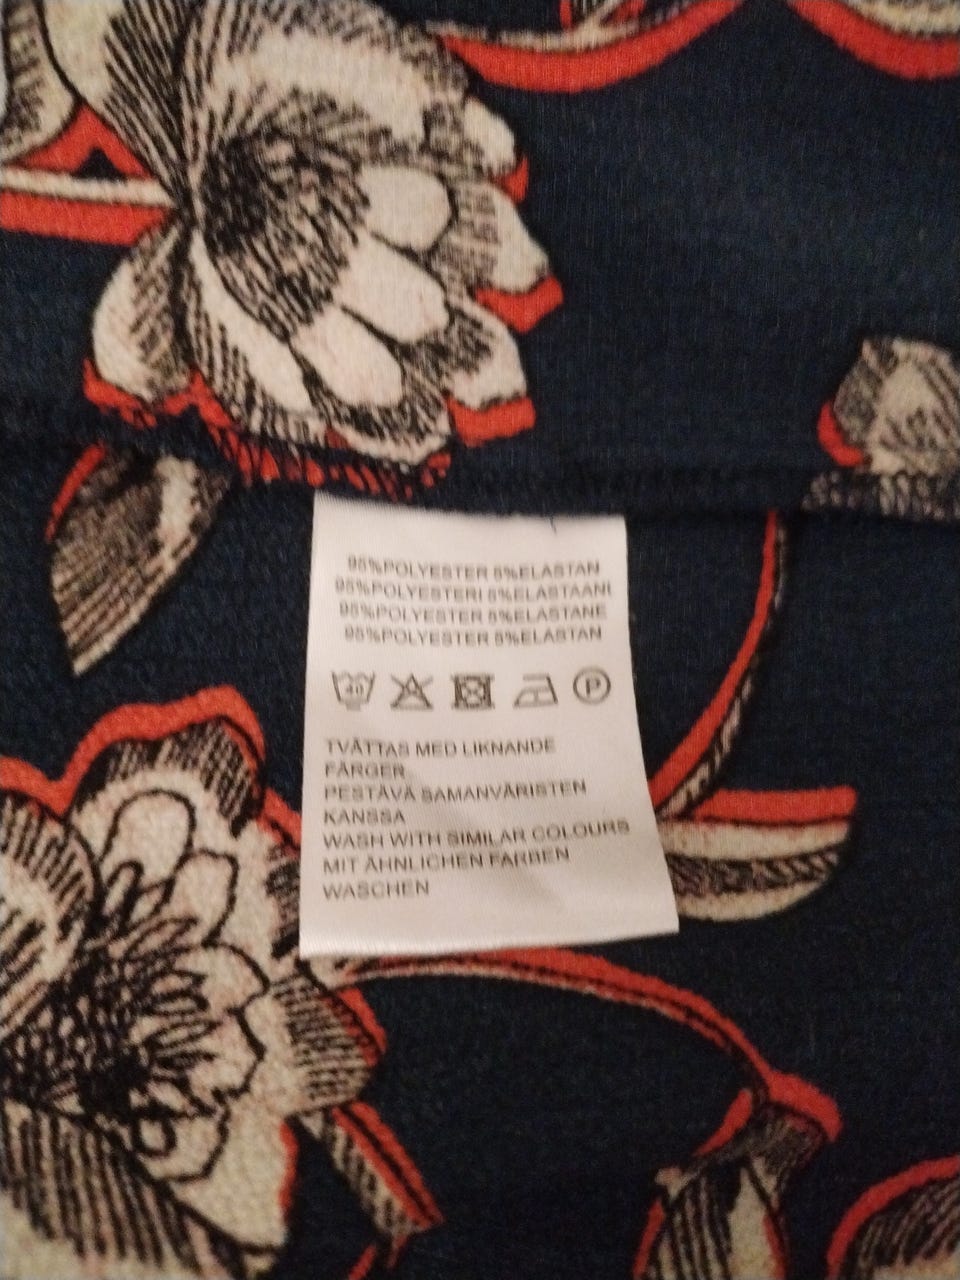 95%POLYESTER 5%ELASTAN
95%POLYESTERI 5%ELASTAANI
95%POLYESTER 5%ELASTANE
95%POLYESTER 5%ELASTAN
40 P
TVÄTTAS MED LIKNANDE
FÄRGER
PESTÄVÄ SAMANVÄRISTEN
KANSSA
WASH WITH SIMILAR COLOURS
MIT ÄHNLICHEN FARBEN
WASCHEN